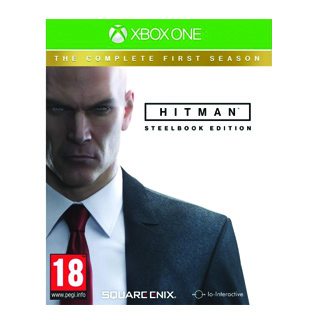 XBOX ONE
THE COMPLETE FIRST SEASON
HITMAN
STEELBOOK EDITION
18
www.pegi.info
SQUARE ENIX
Io-Interactive